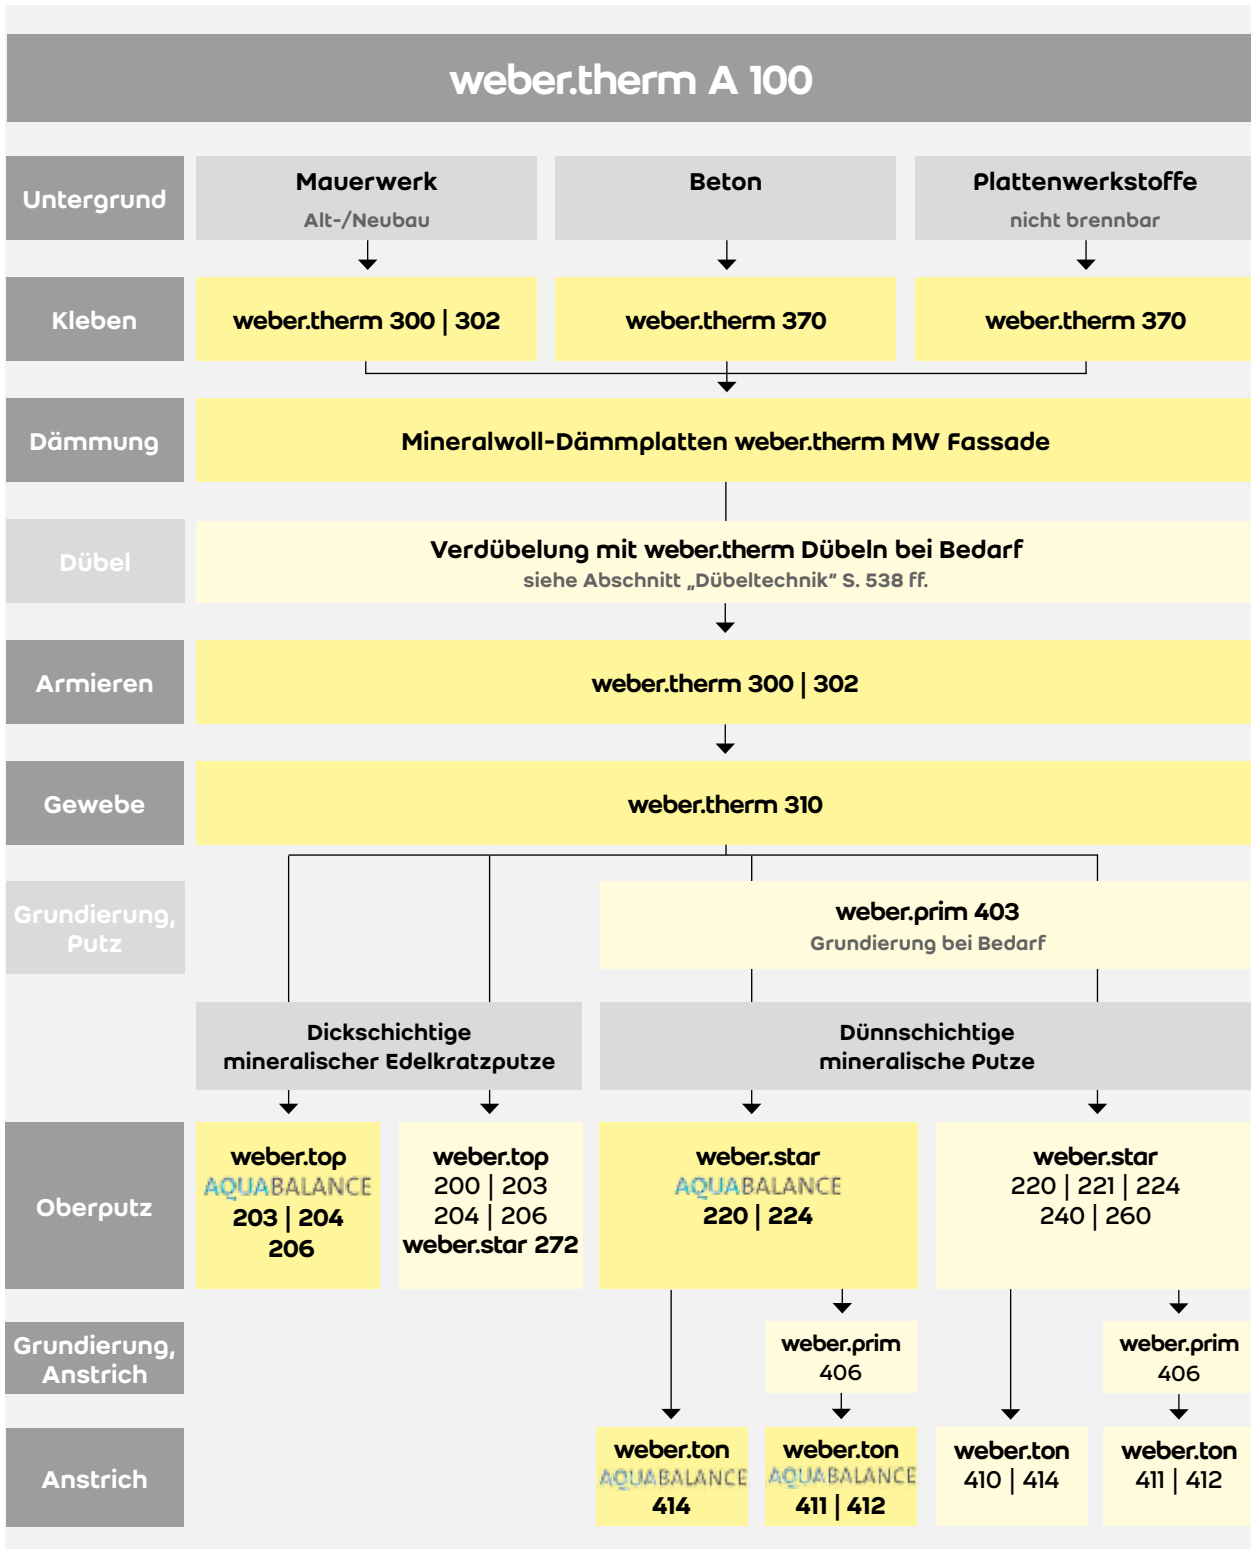 weber.therm A 100
Untergrund
Mauerwerk
Alt-/Neubau
Beton
Plattenwerkstoffe
nicht brennbar
Kleben
weber.therm 300 | 302
weber.therm 370
weber.therm 370
Dämmung
Mineralwoll-Dämmplatten weber.therm MW Fassade
Dübel
Verdübelung mit weber.therm Dübeln bei Bedarf
siehe Abschnitt „Dübeltechnik“ S. 538 ff.
Armieren
weber.therm 300 | 302
Gewebe
weber.therm 310
Grundierung,
Putz
weber.prim 403
Grundierung bei Bedarf
Dickschichtige
mineralischer Edelkratzputze
Dünnschichtige
mineralische Putze
Oberputz
weber.top
AQUABALANCE
203 | 204
206
weber.top
200 | 203
204 | 206
weber.star 272
weber.star
AQUABALANCE
220 | 224
weber.star
220 | 221 | 224
240 | 260
Grundierung,
Anstrich
weber.prim
406
weber.prim
406
Anstrich
weber.ton
AQUABALANCE
414
weber.ton
AQUABALANCE
411 | 412
weber.ton
410 | 414
weber.ton
411 | 412